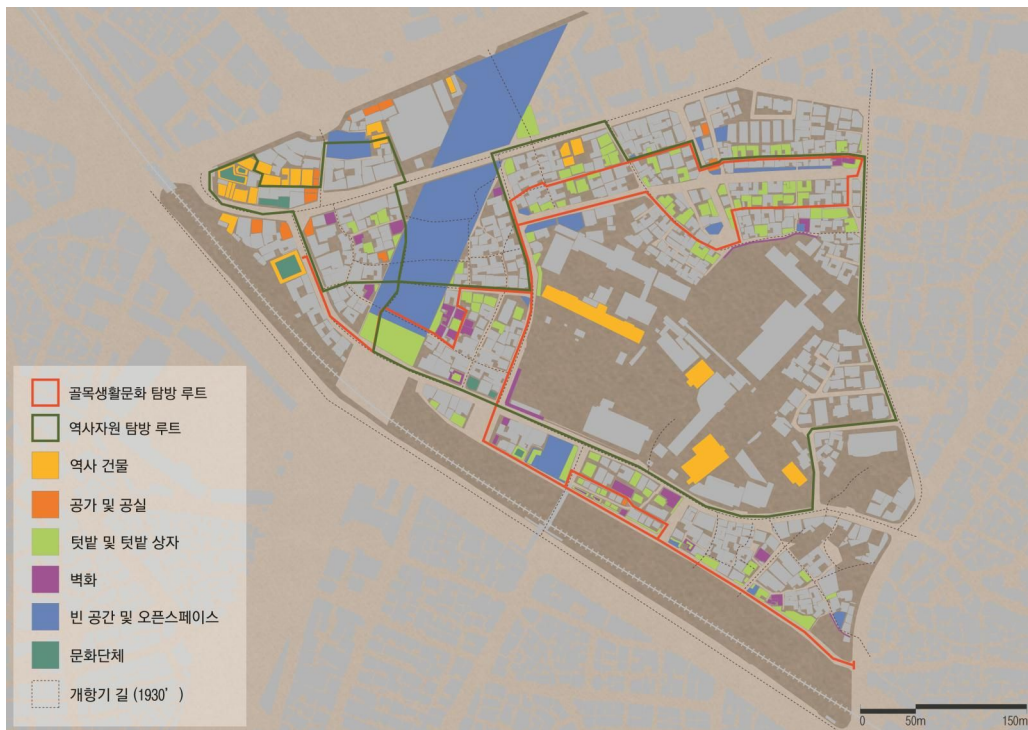 골목생활문화 탐방 루트
역사자원 탐방 루트
역사 건물
공가 및 공실
텃밭 및 텃밭 상자
벽화
빈 공간 및 오픈스페이스
문화단체
개항기 길 (1930’)
0 50m 150m